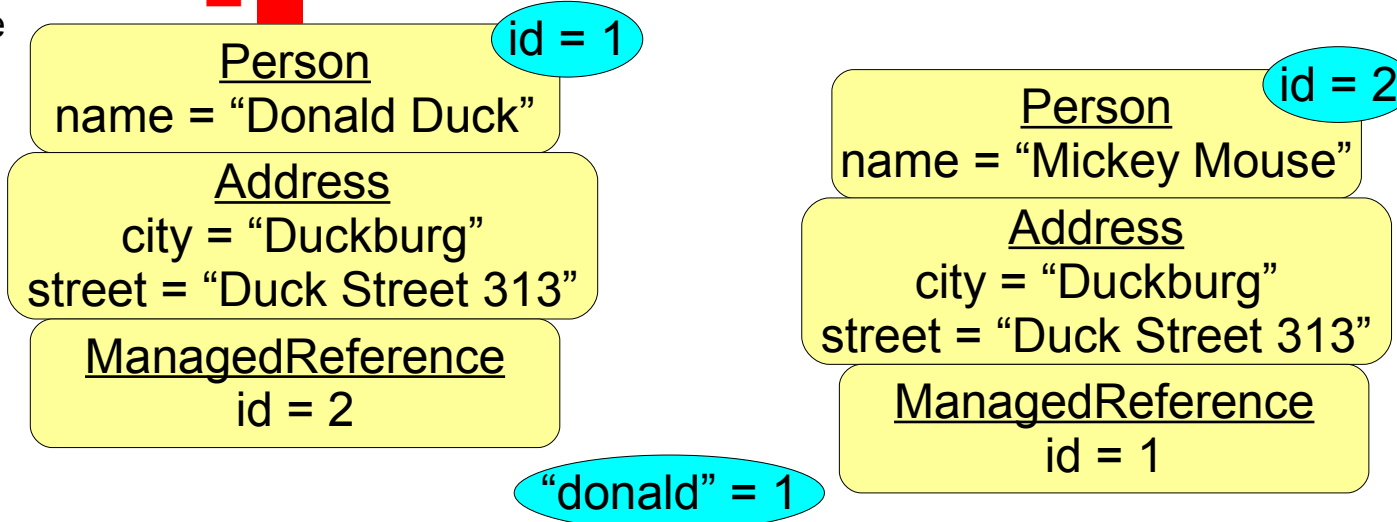 e
Person
id = 1
name = “Donald Duck”
Address
city = “Duckburg”
street = “Duck Street 313”
ManagedReference
id = 2
Person
id = 2
name = “Mickey Mouse”
Address
city = “Duckburg”
street = “Duck Street 313”
ManagedReference
id = 1
“donald” = 1